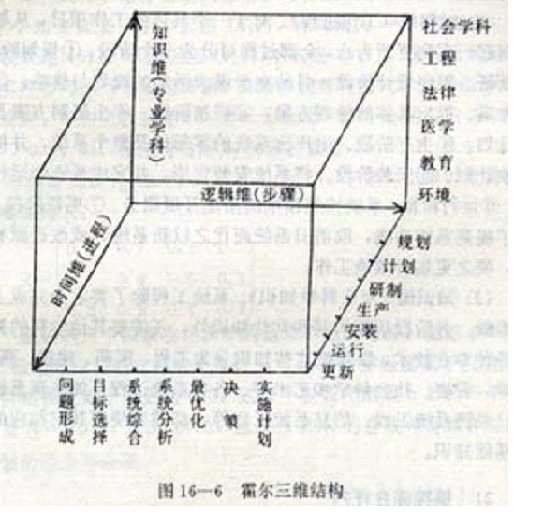 知识维(专业学科)
社会学科
工程
法律
医学
教育
环境
逻辑维(步骤)
时间维(进程)
规划
计划
研制
生产
安装
运行
更新
问题形成
目标选择
系统综合
系统分析
最优化
决策
实施计划
图16—6 霍尔三维结构